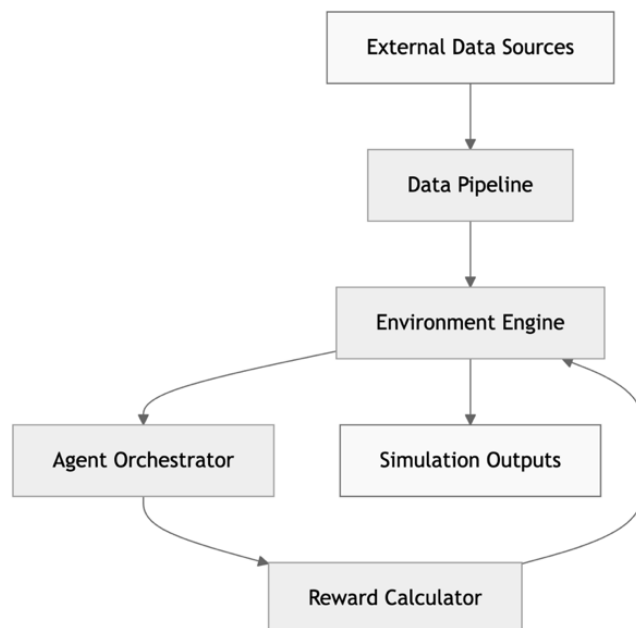 External Data Sources
Data Pipeline
Environment Engine
Agent Orchestrator
Simulation Outputs
Reward Calculator